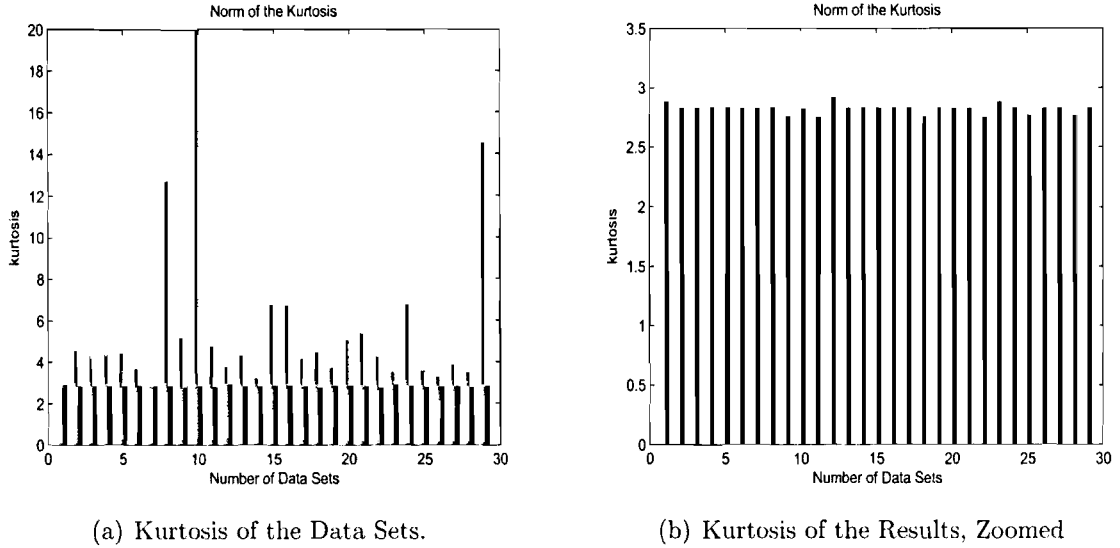 Norm of the Kurtosis
20
18
16
14
12
10
8
6
4
2
0
kurtosis
0 5 10 15 20 25 30
Number of Data Sets
(a) Kurtosis of the Data Sets.
Norm of the Kurtosis
3.5
3
2.5
2
1.5
1
0.5
0
kurtosis
0 5 10 15 20 25 30
Number of Data Sets
(b) Kurtosis of the Results, Zoomed